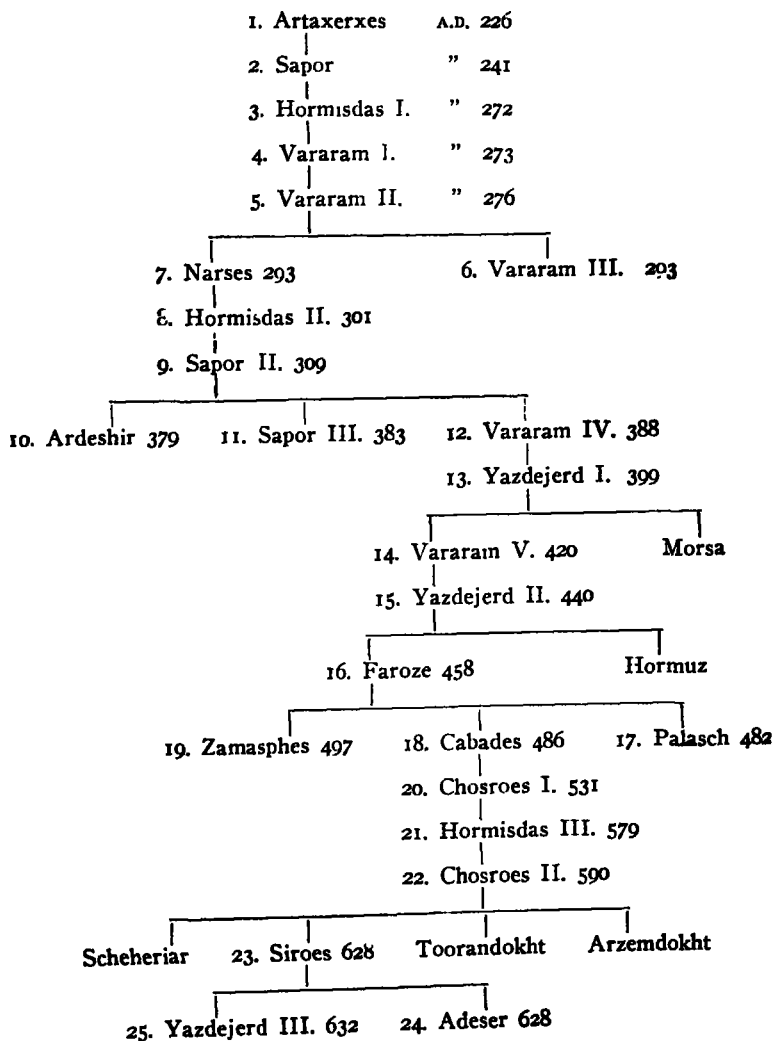 1. Artaxerxes A.D. 226
2. Sapor " 241
3. Hormisdas I. " 272
4. Vararam I. " 273
5. Vararam II. " 276
7. Narses 293 6. Vararam III. 293
8. Hormisdas II. 301
9. Sapor II. 309
10. Ardeshir 379 11. Sapor III. 383 12. Vararam IV. 388
13. Yazdejerd I. 399
14. Vararam V. 420 Morsa
15. Yazdejerd II. 440
16. Faroze 458 Hormuz
19. Zamasphes 497 18. Cabades 486 17. Palasch 482
20. Chosroes I. 531
21. Hormisdas III. 579
22. Chosroes II. 590
Scheheriar 23. Siroes 628 Toorandokht Arzemdokht
25. Yazdejerd III. 632 24. Adeser 628